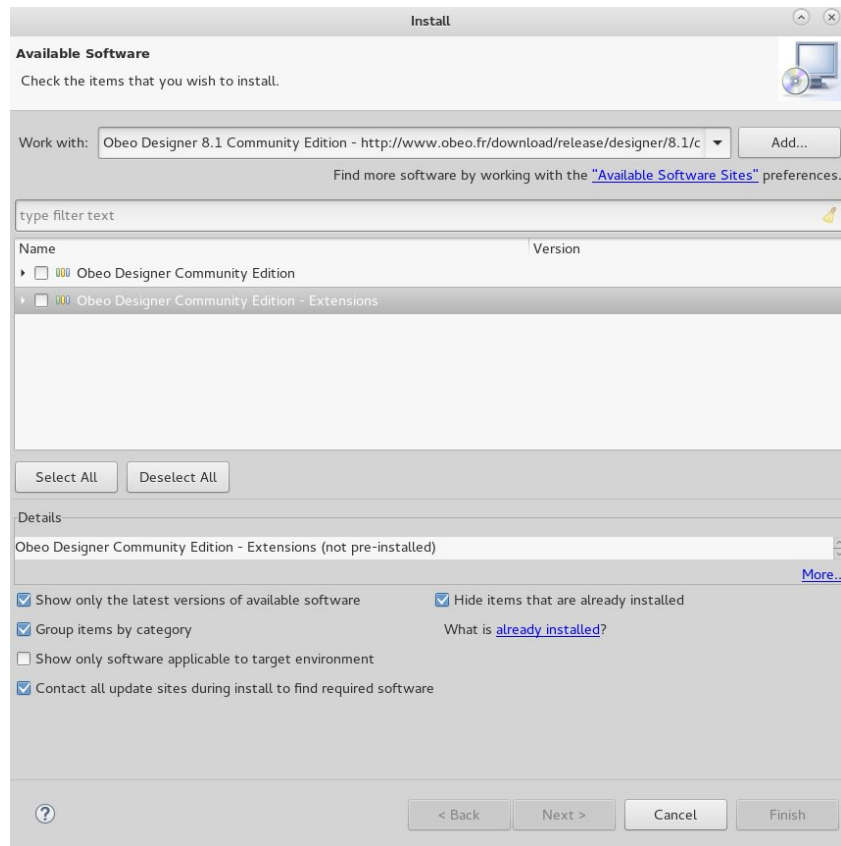 Install
Available Software
Check the items that you wish to install.
Work with: Obeo Designer 8.1 Community Edition - http://www.obeo.fr/download/release/designer/8.1/c Add...
Find more software by working with the "Available Software Sites" preferences.
type filter text
Name Version
Obeo Designer Community Edition
Obeo Designer Community Edition - Extensions
Select All Deselect All
Details
Obeo Designer Community Edition - Extensions (not pre-installed)
More..
Show only the latest versions of available software Hide items that are already installed
Group items by category What is already installed?
Show only software applicable to target environment
Contact all update sites during install to find required software
? < Back Next > Cancel Finish